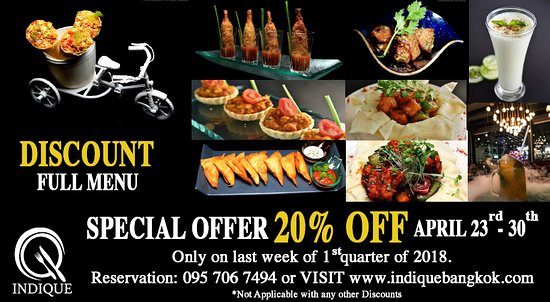 DISCOUNT
FULL MENU
SPECIAL OFFER 20% OFF APRIL 23rd - 30th
Only on last week of 1st quarter of 2018.
INDIQUE
Reservation: 095 706 7494 or VISIT www.indiquebangkok.com
*Not Applicable with any other Discounts